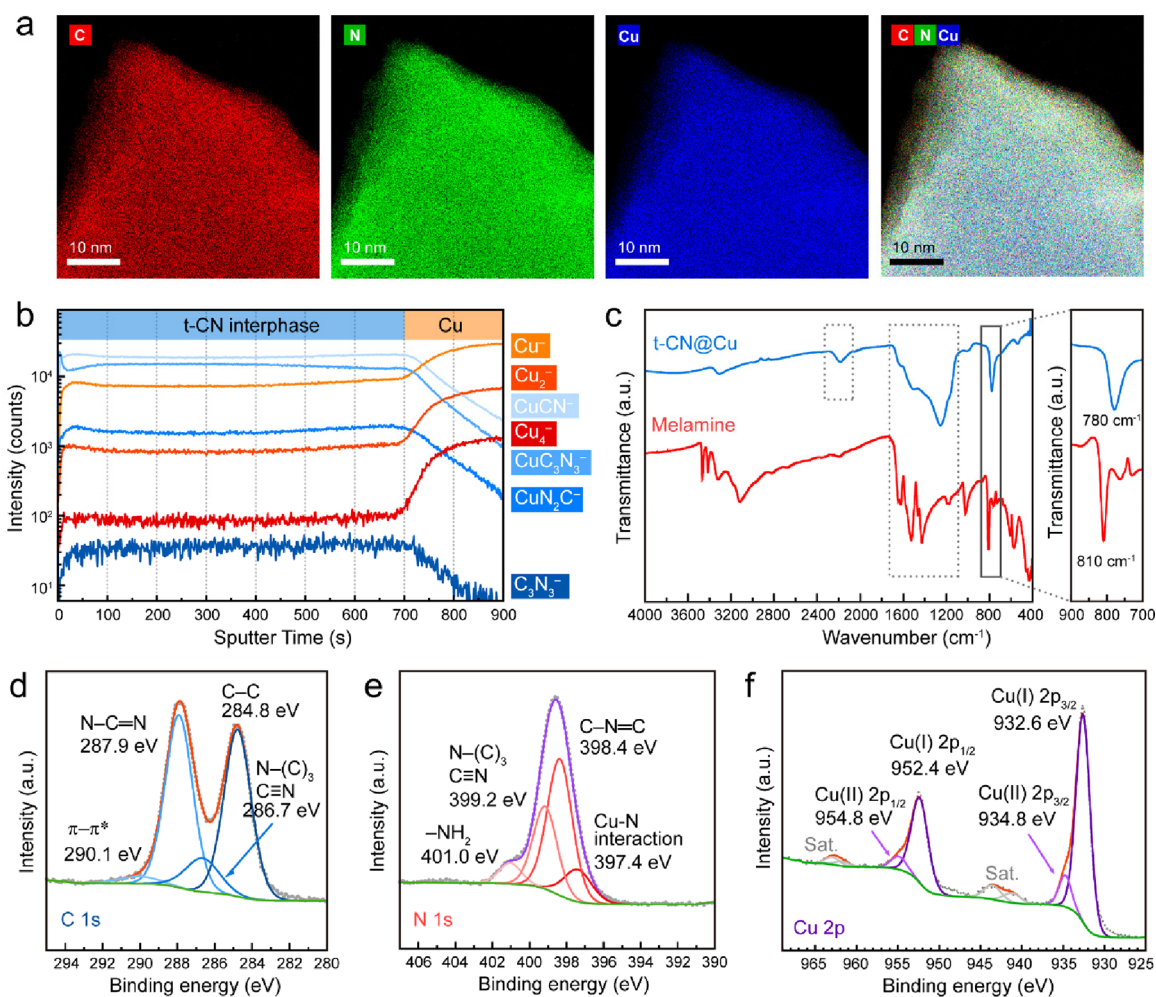 a
C
N
Cu
C N Cu
10 nm
10 nm
10 nm
10 nm
b
t-CN interphase
Cu
Intensity (counts)
10⁴
10³
10²
10¹
0 100 200 300 400 500 600 700 800 900
Sputter Time (s)
Cu⁻
Cu₂⁻
CuCN⁻
Cu₄⁻
CuC₃N₃⁻
CuN₂C⁻
C₃N₃⁻
c
t-CN@Cu
Melamine
Transmittance (a.u.)
4000 3600 3200 2800 2400 2000 1600 1200 800 400
Wavenumber (cm⁻¹)
Transmittance (a.u.)
780 cm⁻¹
810 cm⁻¹
900 800 700
d
N–C=N
287.9 eV
C–C
284.8 eV
N–(C)₃
C≡N
286.7 eV
π–π*
290.1 eV
C 1s
Intensity (a.u.)
294 292 290 288 286 284 282 280
Binding energy (eV)
e
C–N=C
398.4 eV
N–(C)₃
C≡N
399.2 eV
–NH₂
401.0 eV
Cu-N
interaction
397.4 eV
N 1s
Intensity (a.u.)
406 404 402 400 398 396 394 392 390
Binding energy (eV)
f
Cu(I) 2p₃/₂
932.6 eV
Cu(I) 2p₁/₂
952.4 eV
Cu(II) 2p₁/₂
954.8 eV
Cu(II) 2p₃/₂
934.8 eV
Sat.
Sat.
Cu 2p
Intensity (a.u.)
965 960 955 950 945 940 935 930 925
Binding energy (eV)